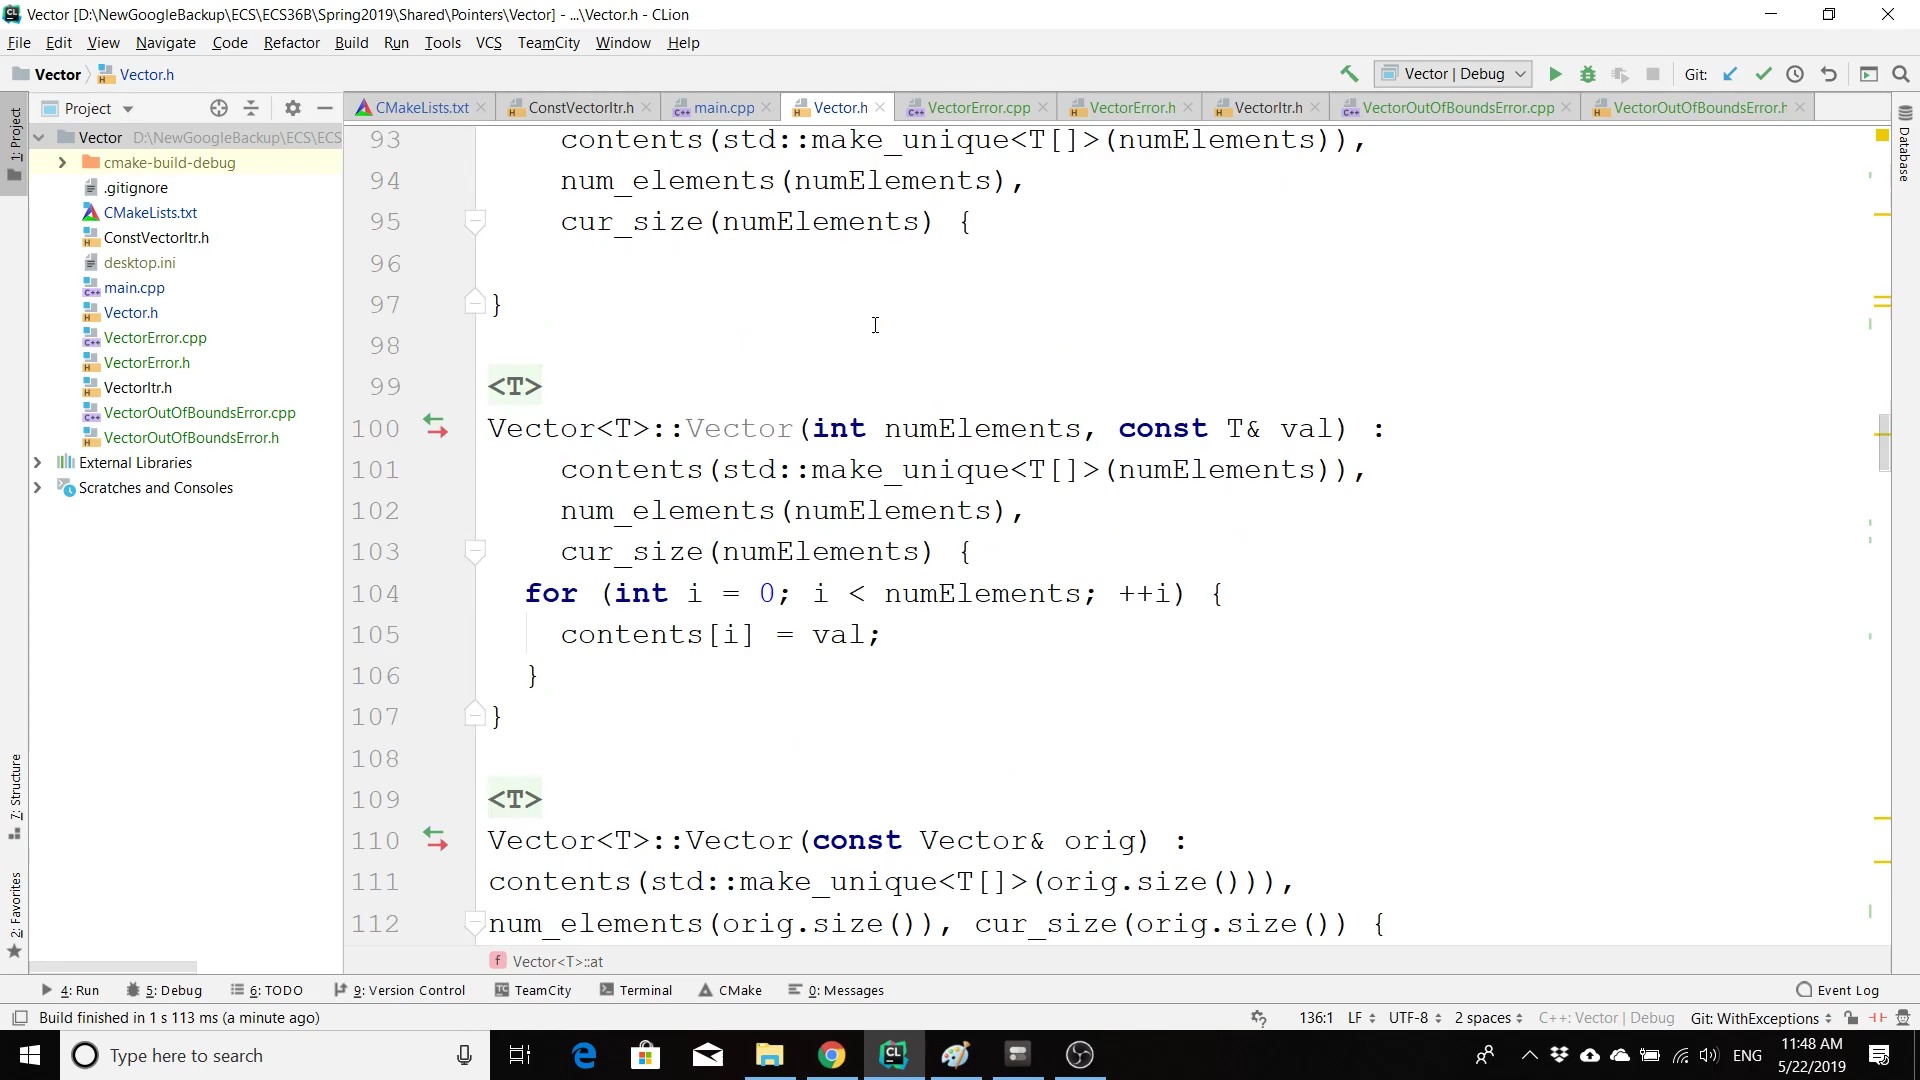 Vector [D:\NewGoogleBackup\ECS\ECS36B\Spring2019\Shared\Pointers\Vector] - ...\Vector.h - CLion
File Edit View Navigate Code Refactor Build Run Tools VCS TeamCity Window Help
Vector Vector.h Vector | Debug Git:
1: Project
Project
CMakeLists.txt ConstVectorItr.h main.cpp Vector.h VectorError.cpp VectorError.h VectorItr.h VectorOutOfBoundsError.cpp VectorOutOfBoundsError.h
Vector D:\NewGoogleBackup\ECS\ECS
cmake-build-debug
.gitignore
CMakeLists.txt
ConstVectorItr.h
desktop.ini
main.cpp
Vector.h
VectorError.cpp
VectorError.h
VectorItr.h
VectorOutOfBoundsError.cpp
VectorOutOfBoundsError.h
External Libraries
Scratches and Consoles
7: Structure
2: Favorites
93 contents(std::make_unique<T[]>(numElements)),
94 num_elements(numElements),
95 cur_size(numElements) {
96
97 }
98
99 <T>
100 Vector<T>::Vector(int numElements, const T& val) :
101 contents(std::make_unique<T[]>(numElements)),
102 num_elements(numElements),
103 cur_size(numElements) {
104 for (int i = 0; i < numElements; ++i) {
105 contents[i] = val;
106 }
107 }
108
109 <T>
110 Vector<T>::Vector(const Vector& orig) :
111 contents(std::make_unique<T[]>(orig.size())),
112 num_elements(orig.size()), cur_size(orig.size()) {
f Vector<T>::at
Database
4: Run 5: Debug 6: TODO 9: Version Control TeamCity Terminal CMake 0: Messages Event Log
Build finished in 1 s 113 ms (a minute ago) 136:1 LF UTF-8 2 spaces C++: Vector | Debug Git: WithExceptions
Type here to search ENG 11:48 AM
5/22/2019